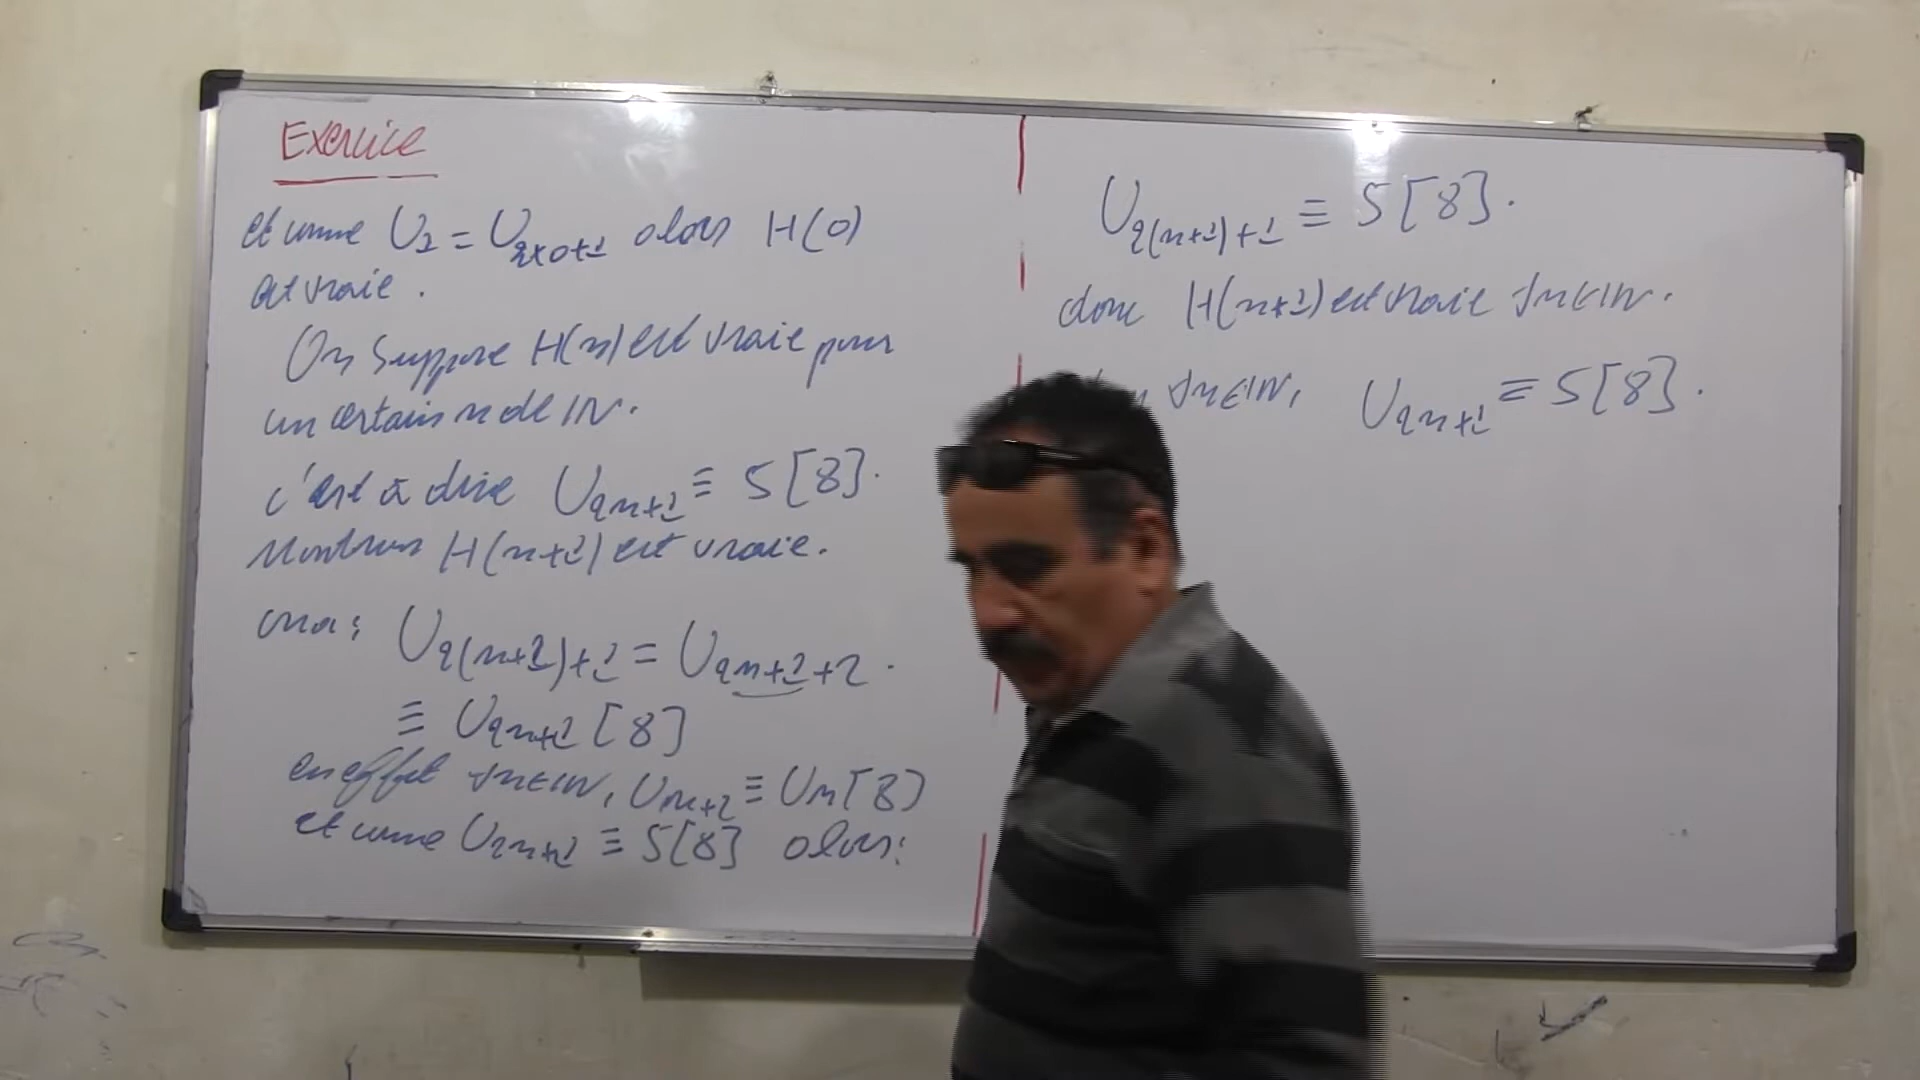 Exercice
et comme U₁ = U₂ₓ₀₊₁ alors H(0)
est vraie.
On suppose H(n) est vraie pour
un certain n de IN.
c'est à dire U₂ₙ₊₁ ≡ 5[8].
Montrons H(n+1) est vraie.
on a : U₂₍ₙ₊₁₎₊₁ = U₂ₙ₊₁₊₂.
≡ U₂ₙ₊₁ [8]
en effet ∀n∈IN, Uₙ₊₂ ≡ Uₙ[8]
et comme U₂ₙ₊₁ ≡ 5[8] alors:
U₂₍ₙ₊₁₎₊₁ ≡ 5[8].
donc H(n+1) est vraie ∀n∈IN.
∀n∈IN, U₂ₙ₊₁ ≡ 5[8].